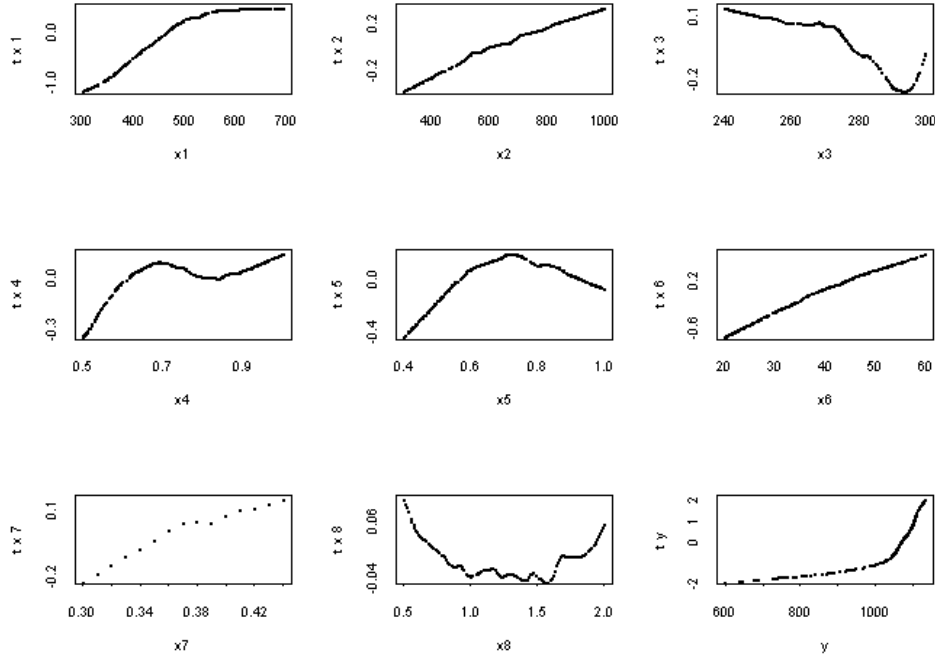 t x 1
0.0
-1.0
300 400 500 600 700
x1
t x 2
0.2
-0.2
400 600 800 1000
x2
t x 3
0.1
-0.2
240 260 280 300
x3
t x 4
0.0
-0.3
0.5 0.7 0.9
x4
t x 5
0.0
-0.4
0.4 0.6 0.8 1.0
x5
t x 6
0.2
-0.6
20 30 40 50 60
x6
t x 7
0.1
-0.2
0.30 0.34 0.38 0.42
x7
t x 8
0.06
-0.04
0.5 1.0 1.5 2.0
x8
t y
2
1
0
-2
600 800 1000
y